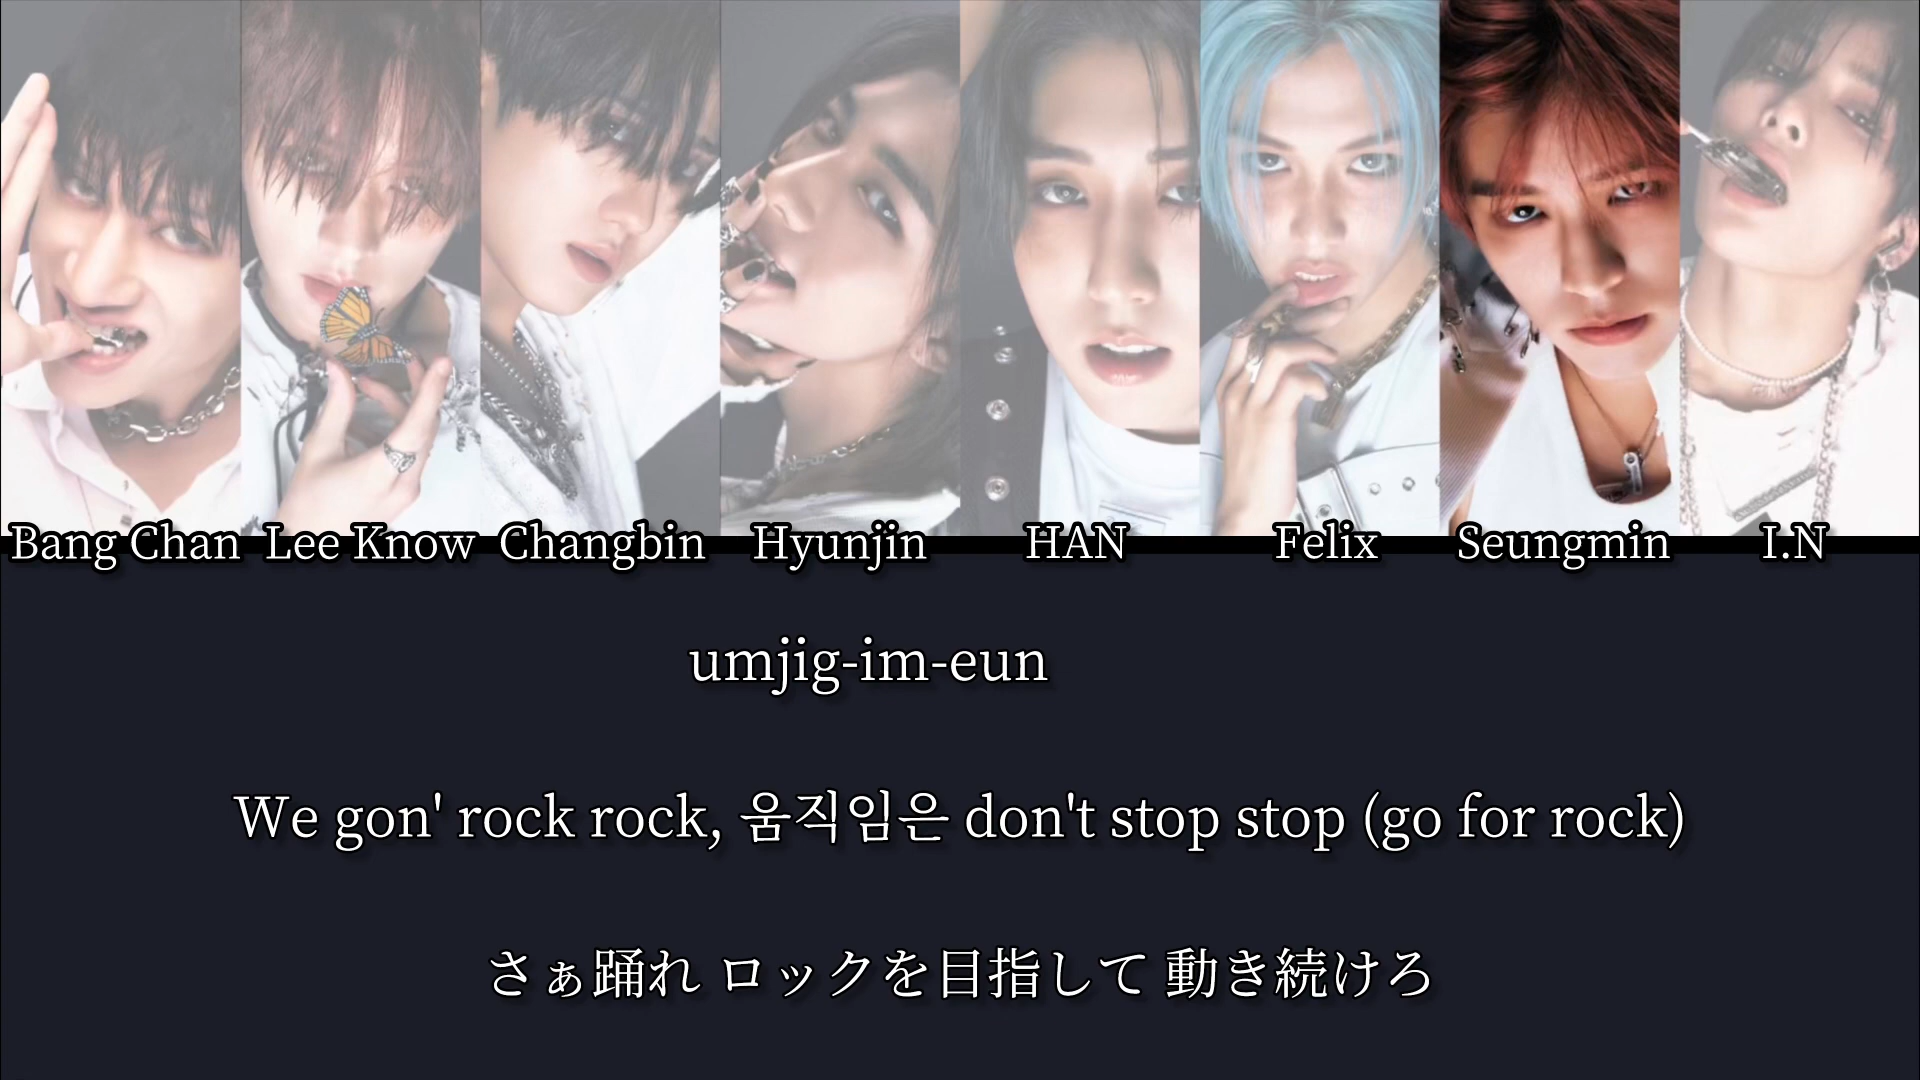 Bang Chan Lee Know Changbin Hyunjin HAN Felix Seungmin I.N
umjig-im-eun
We gon' rock rock, 움직임은 don't stop stop (go for rock)
さぁ踊れ ロックを目指して 動き続けろ